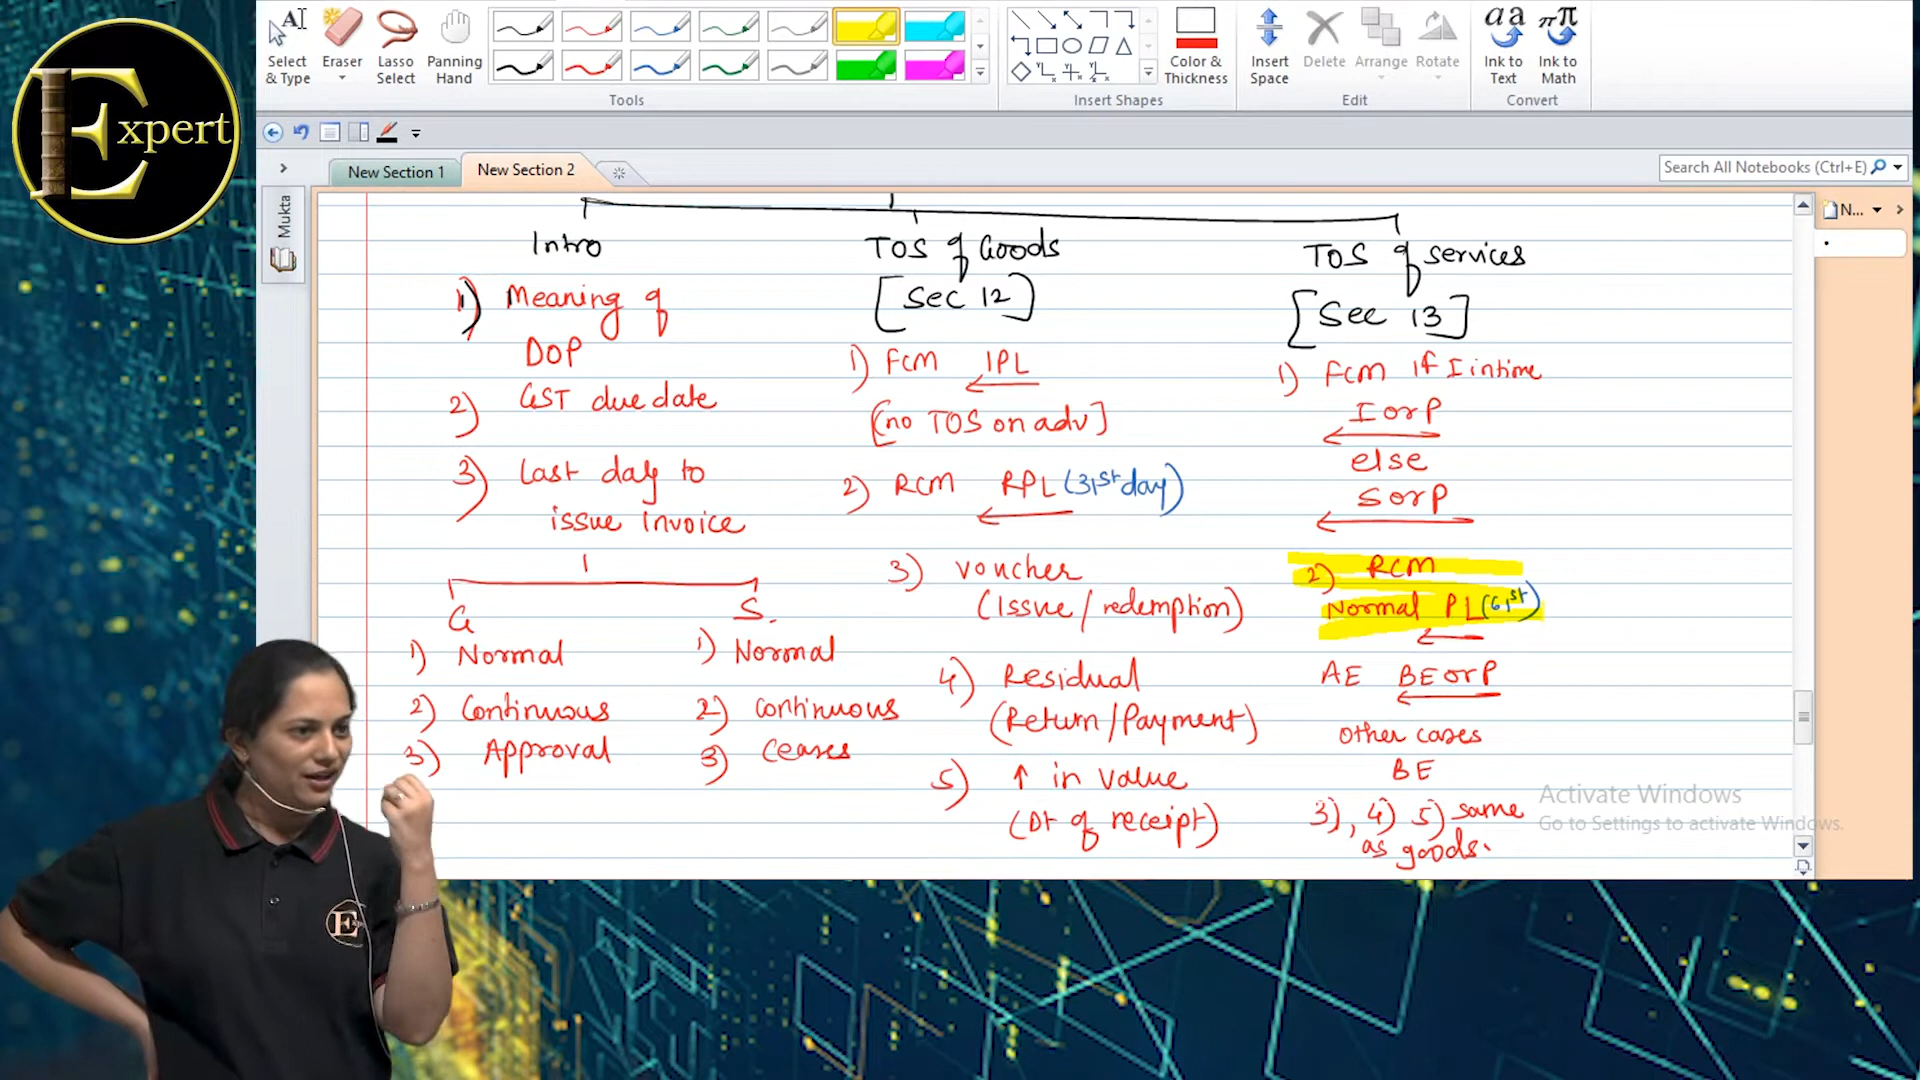 Expert
Select & Type
Eraser
Lasso Select
Panning Hand
Color & Thickness
Insert Space
Delete
Arrange
Rotate
Ink to Text
Ink to Math
Tools
Insert Shapes
Edit
Convert
New Section 1
New Section 2
Search All Notebooks (Ctrl+E)
Mukta
N...
Intro
1) Meaning of
DOP
2) GST due date
3) Last day to
issue invoice
G
1) Normal
2) Continuous
3) Approval
S.
1) Normal
2) Continuous
3) Ceases
TOS of Goods
[Sec 12]
1) FCM IPL
[no TOS on adv]
2) RCM RPL (31st day)
3) Voucher
(Issue/redemption)
4) Residual
(Return/Payment)
5) ↑ in value
(Dt of receipt)
TOS of services
[Sec 13]
1) FCM If I intime
I or P
else
S or P
2) RCM
Normal PL (61st)
AE BE or P
Other cases
BE
3), 4) 5) same
as goods.
Activate Windows
Go to Settings to activate Windows.
E